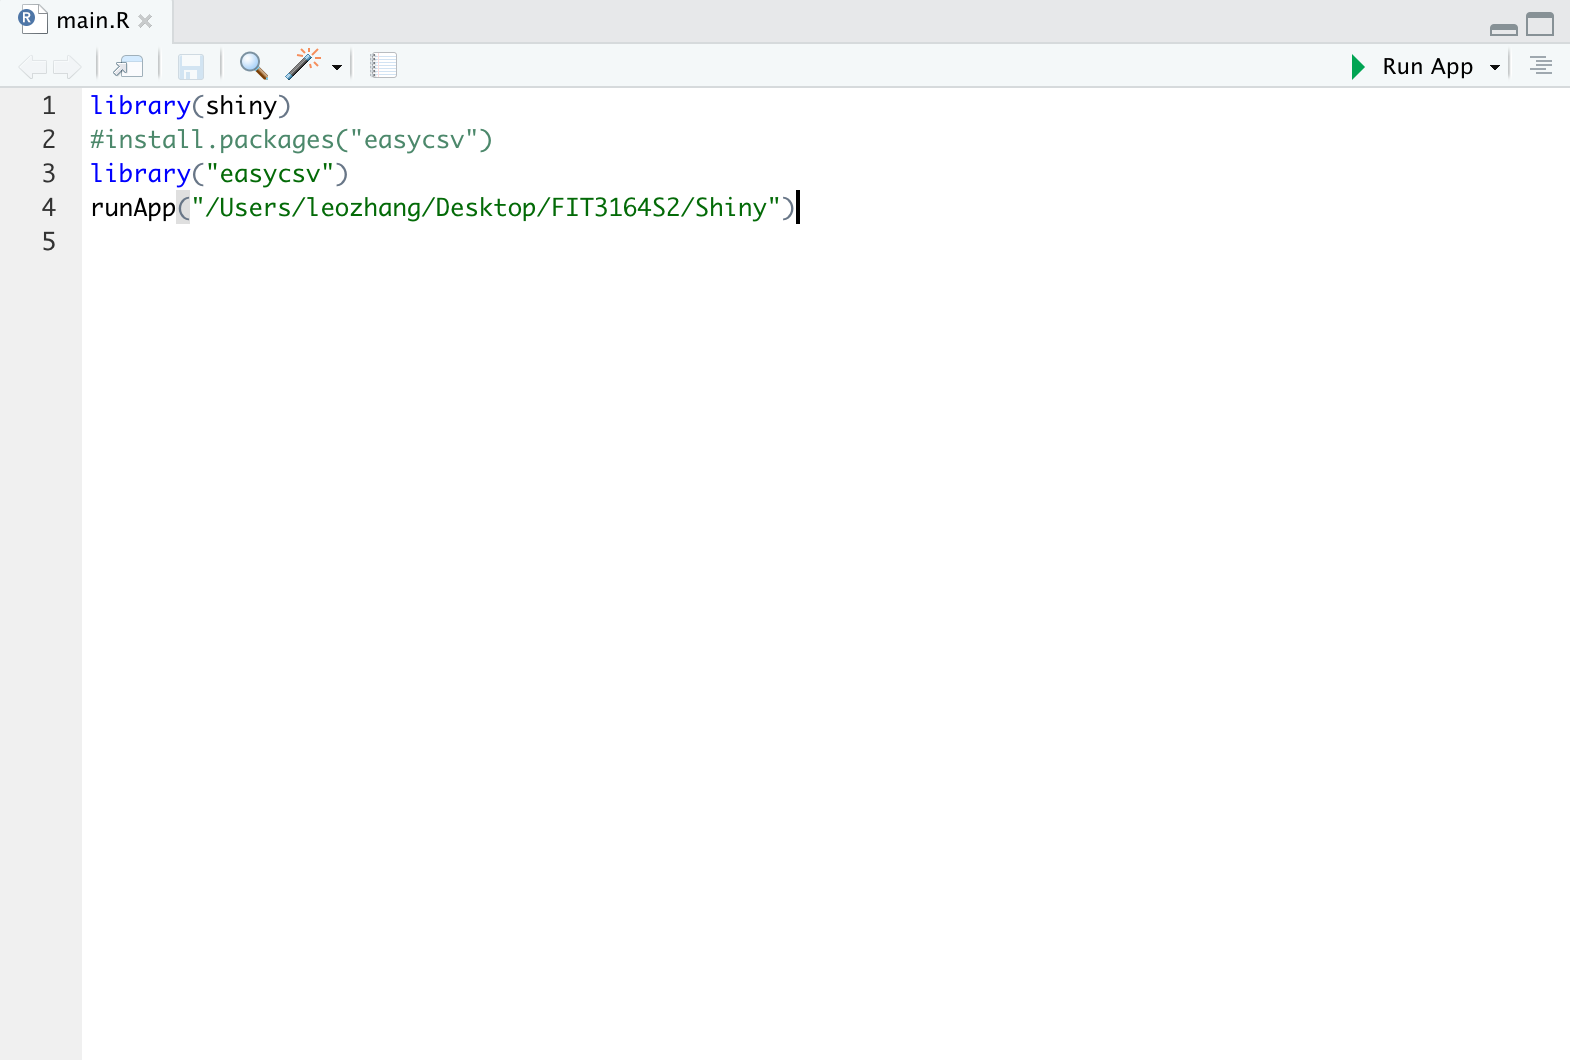 main.R
Run App
1 library(shiny)
2 #install.packages("easycsv")
3 library("easycsv")
4 runApp("/Users/leozhang/Desktop/FIT3164S2/Shiny")
5